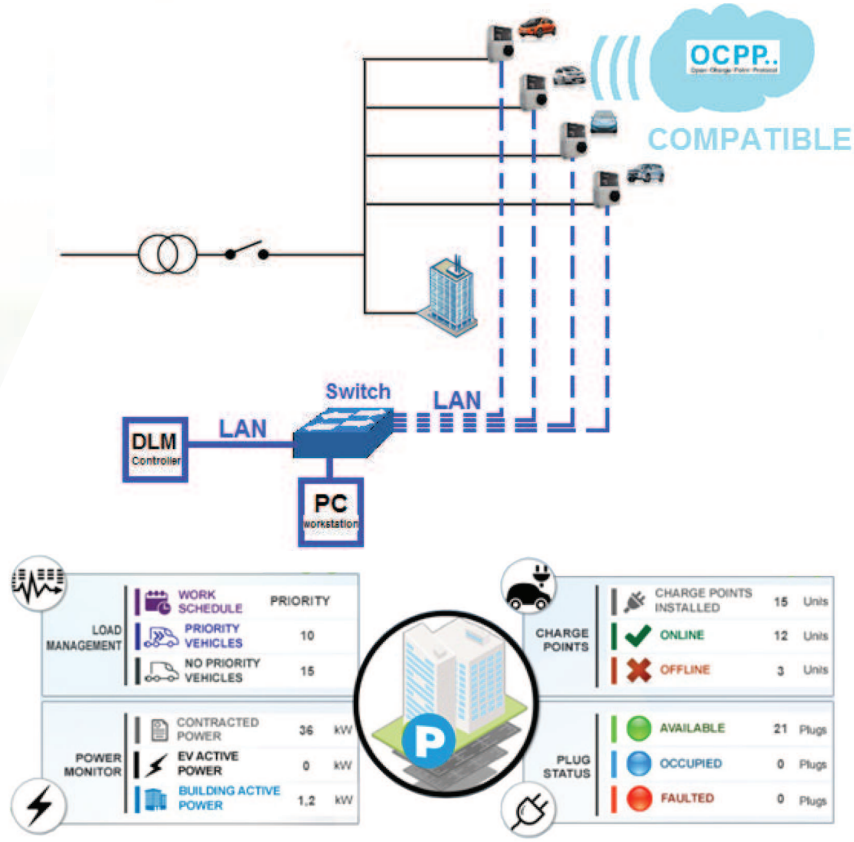 OCPP..
Open Charge Point Protocol
COMPATIBLE
Switch
LAN
LAN
DLM
Controller
PC
workstation
LOAD
MANAGEMENT
WORK
SCHEDULE
PRIORITY
PRIORITY
VEHICLES
10
NO PRIORITY
VEHICLES
15
POWER
MONITOR
CONTRACTED
POWER
36 kW
EV ACTIVE
POWER
0 kW
BUILDING ACTIVE
POWER
1,2 kW
P
CHARGE
POINTS
CHARGE POINTS
INSTALLED
15 Units
ONLINE
12 Units
OFFLINE
3 Units
PLUG
STATUS
AVAILABLE
21 Plugs
OCCUPIED
0 Plugs
FAULTED
0 Plugs